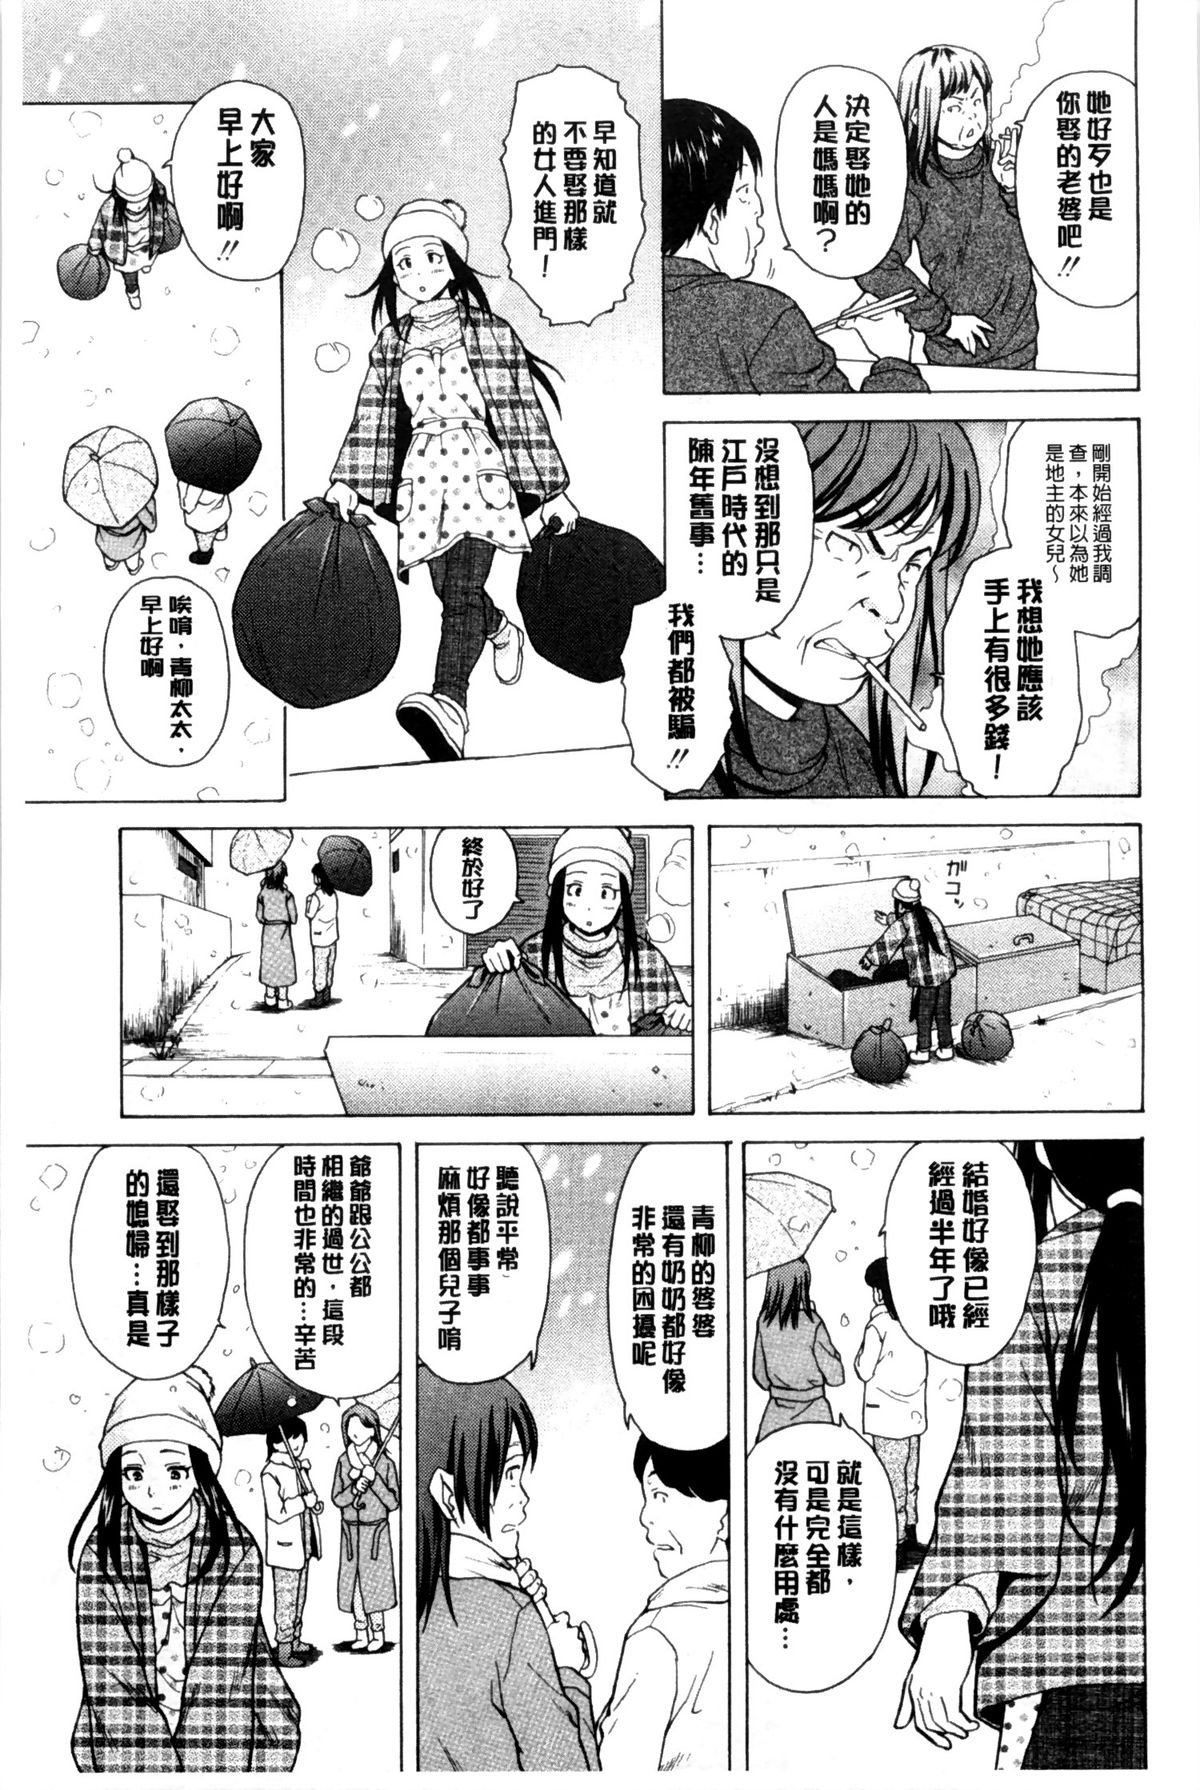 她好歹也是
你娶的老婆吧!!
決定娶她的
人是媽媽啊?
早知道就
不要娶那樣
的女人進門!
大家
早上好啊!!
唉唷,青柳太太,
早上好啊
剛開始經過我調
查,本來以為她
是地主的女兒~
我想她應該
手上有很多錢!
沒想到那只是
江戶時代的
陳年舊事…
我們都被騙!!
ガコン
終於好了
結婚好像已經
經過半年了哦
就是這樣,
可是完全都
沒有什麼用處…
青柳的婆婆
還有奶奶都好像
非常的困擾呢
聽說平常
好像都事事
麻煩那個兒子唷
爺爺跟公公都
相繼的過世,這段
時間也非常的…辛苦
還娶到那樣子
的媳婦…真是